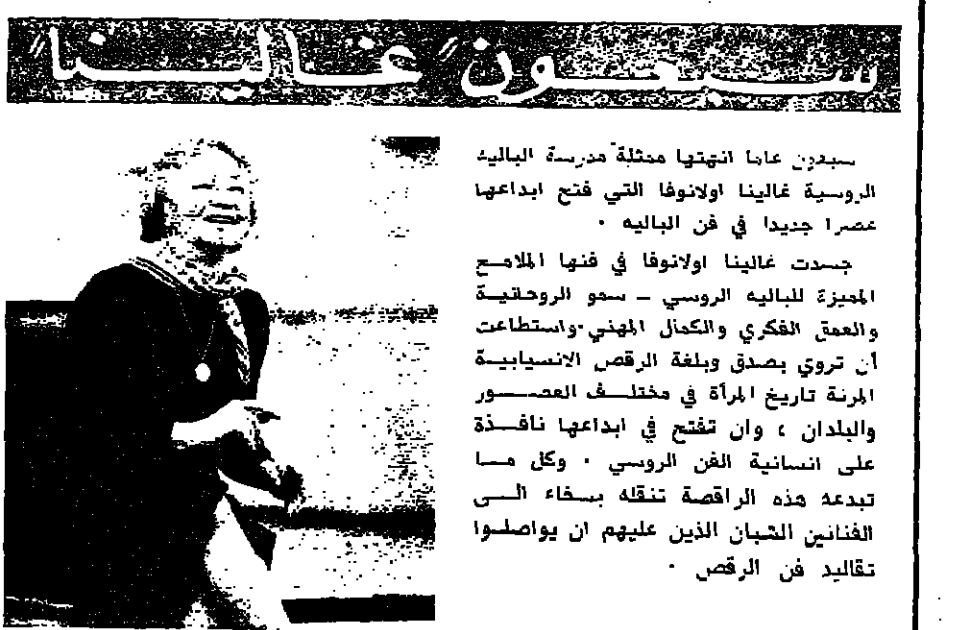 سبعون "غالينا"
سبعون عاما انهتها ممثلة مدرسة الباليه
الروسية غالينا اولانوفا التي فتح ابداعها
عصرا جديدا في فن الباليه ·
جسدت غالينا اولانوفا في فنها الملامح
المميزة للباليه الروسي ـ سمو الروحانية
والعمق الفكري والكمال المهني·واستطاعت
أن تروي بصدق وبلغة الرقص الانسيابية
المرنة تاريخ المرأة في مختلف العصور
والبلدان ، وان تفتح في ابداعها نافذة
على انسانية الفن الروسي · وكل ما
تبدعه هذه الراقصة تنقله بسخاء الى
الفنانين الشبان الذين عليهم ان يواصلوا
تقاليد فن الرقص ·